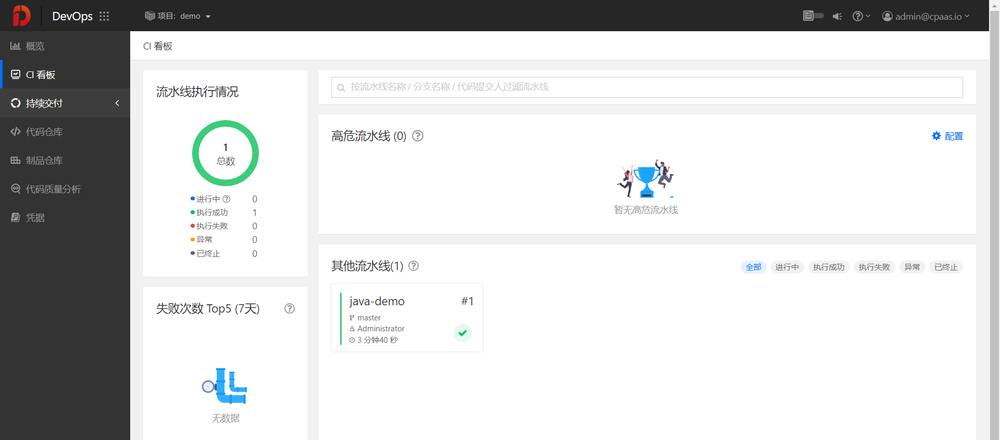 DevOps
项目: demo
admin@cpaas.io
概览
CI 看板
持续交付
代码仓库
制品仓库
代码质量分析
凭据
CI 看板
流水线执行情况
1
总数
进行中 0
执行成功 1
执行失败 0
异常 0
已终止 0
失败次数 Top5 (7天)
无数据
按流水线名称 / 分支名称 / 代码提交人过滤流水线
高危流水线 (0)
配置
暂无高危流水线
其他流水线(1)
全部 进行中 执行成功 执行失败 异常 已终止
java-demo #1
master
Administrator
3 分钟40 秒